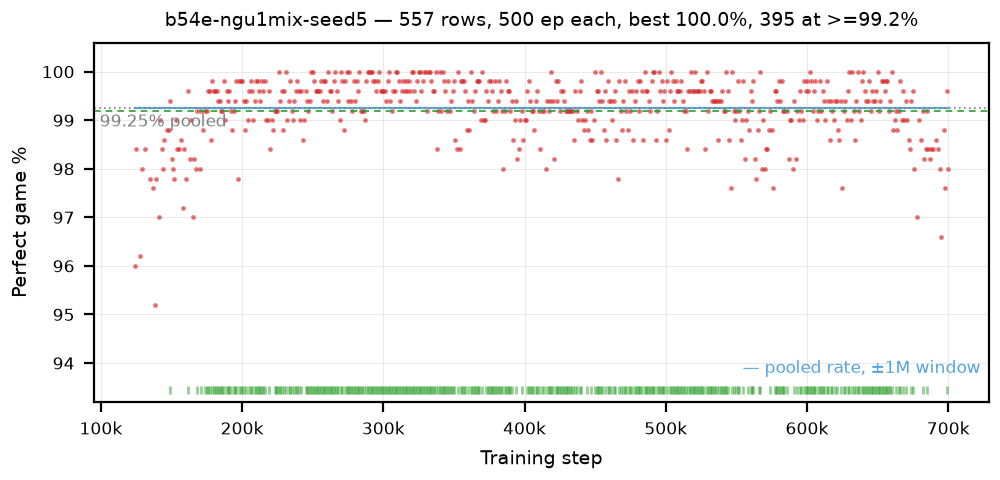 b54e-ngu1mix-seed5 — 557 rows, 500 ep each, best 100.0%, 395 at >=99.2%
Perfect game %
100
99
98
97
96
95
94
99.25% pooled
— pooled rate, ±1M window
100k 200k 300k 400k 500k 600k 700k
Training step